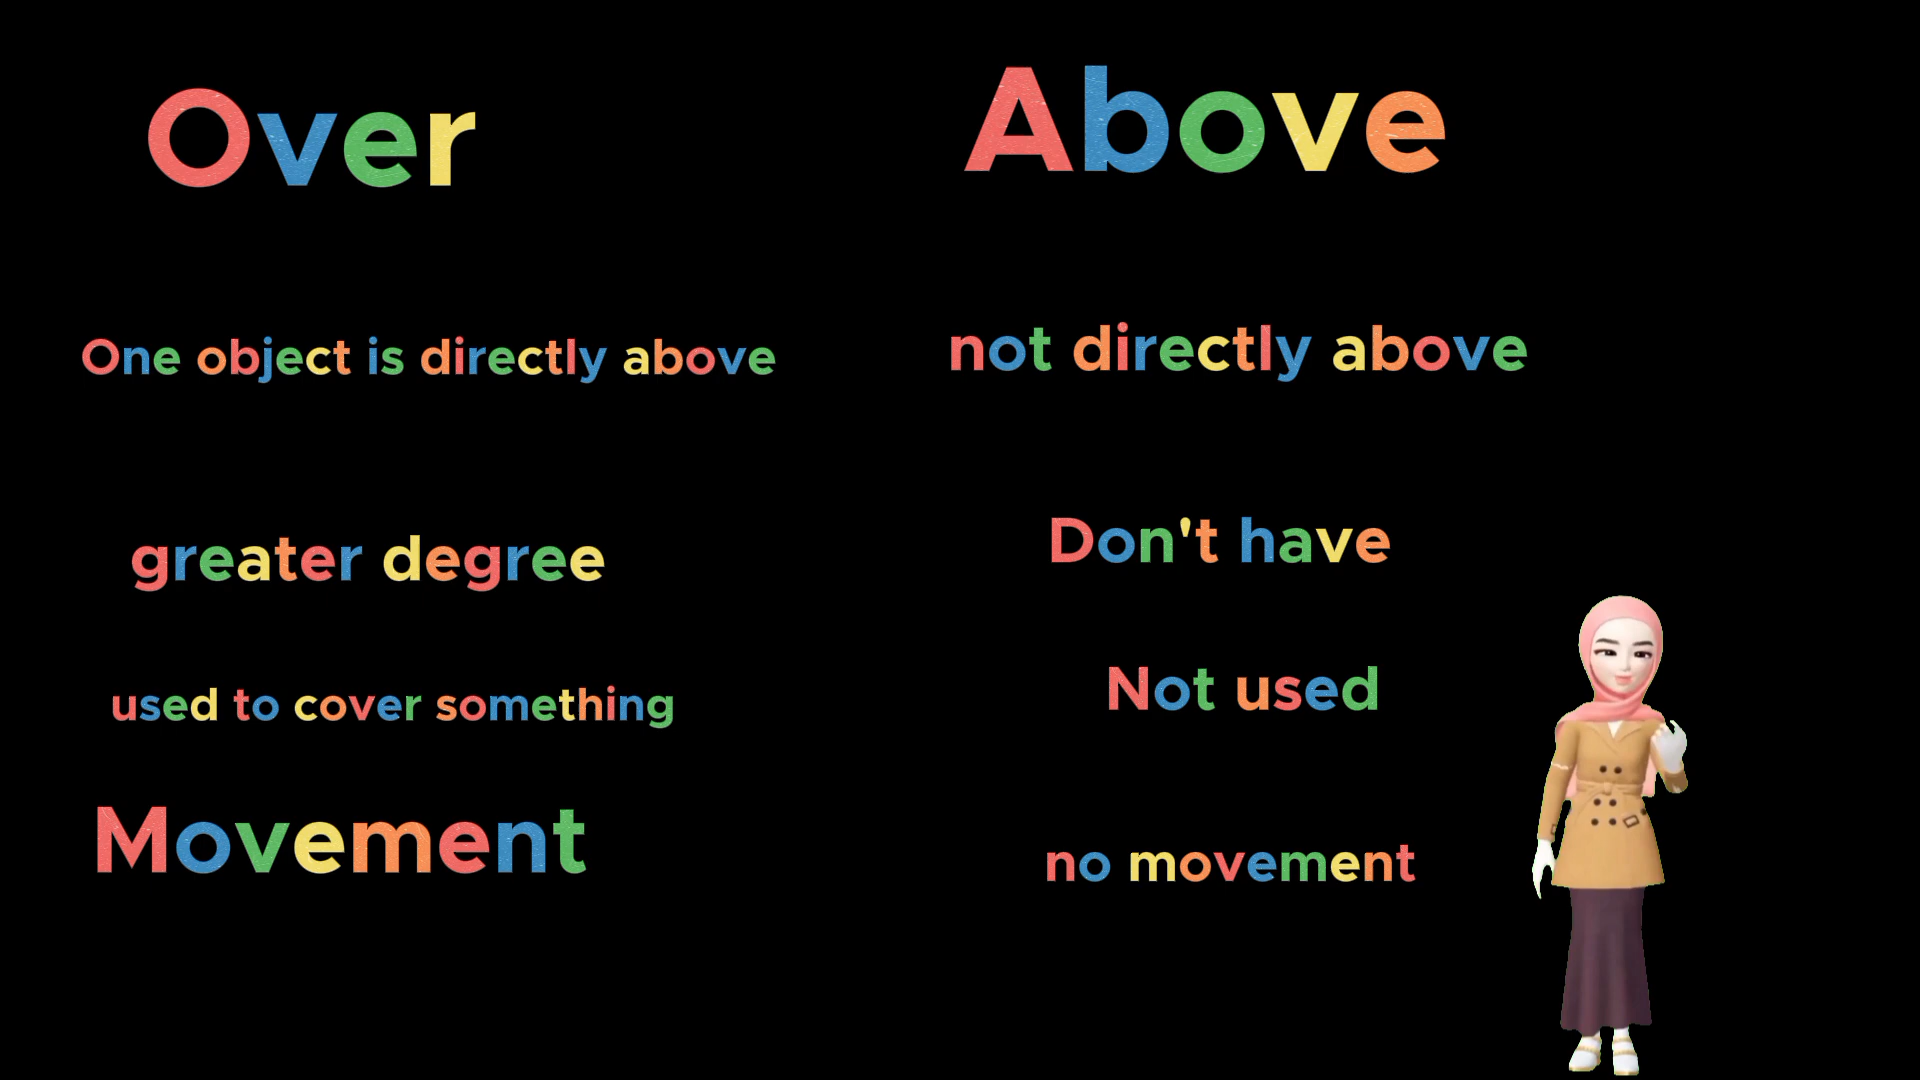 Over
Above
One object is directly above
not directly above
greater degree
Don't have
used to cover something
Not used
Movement
no movement